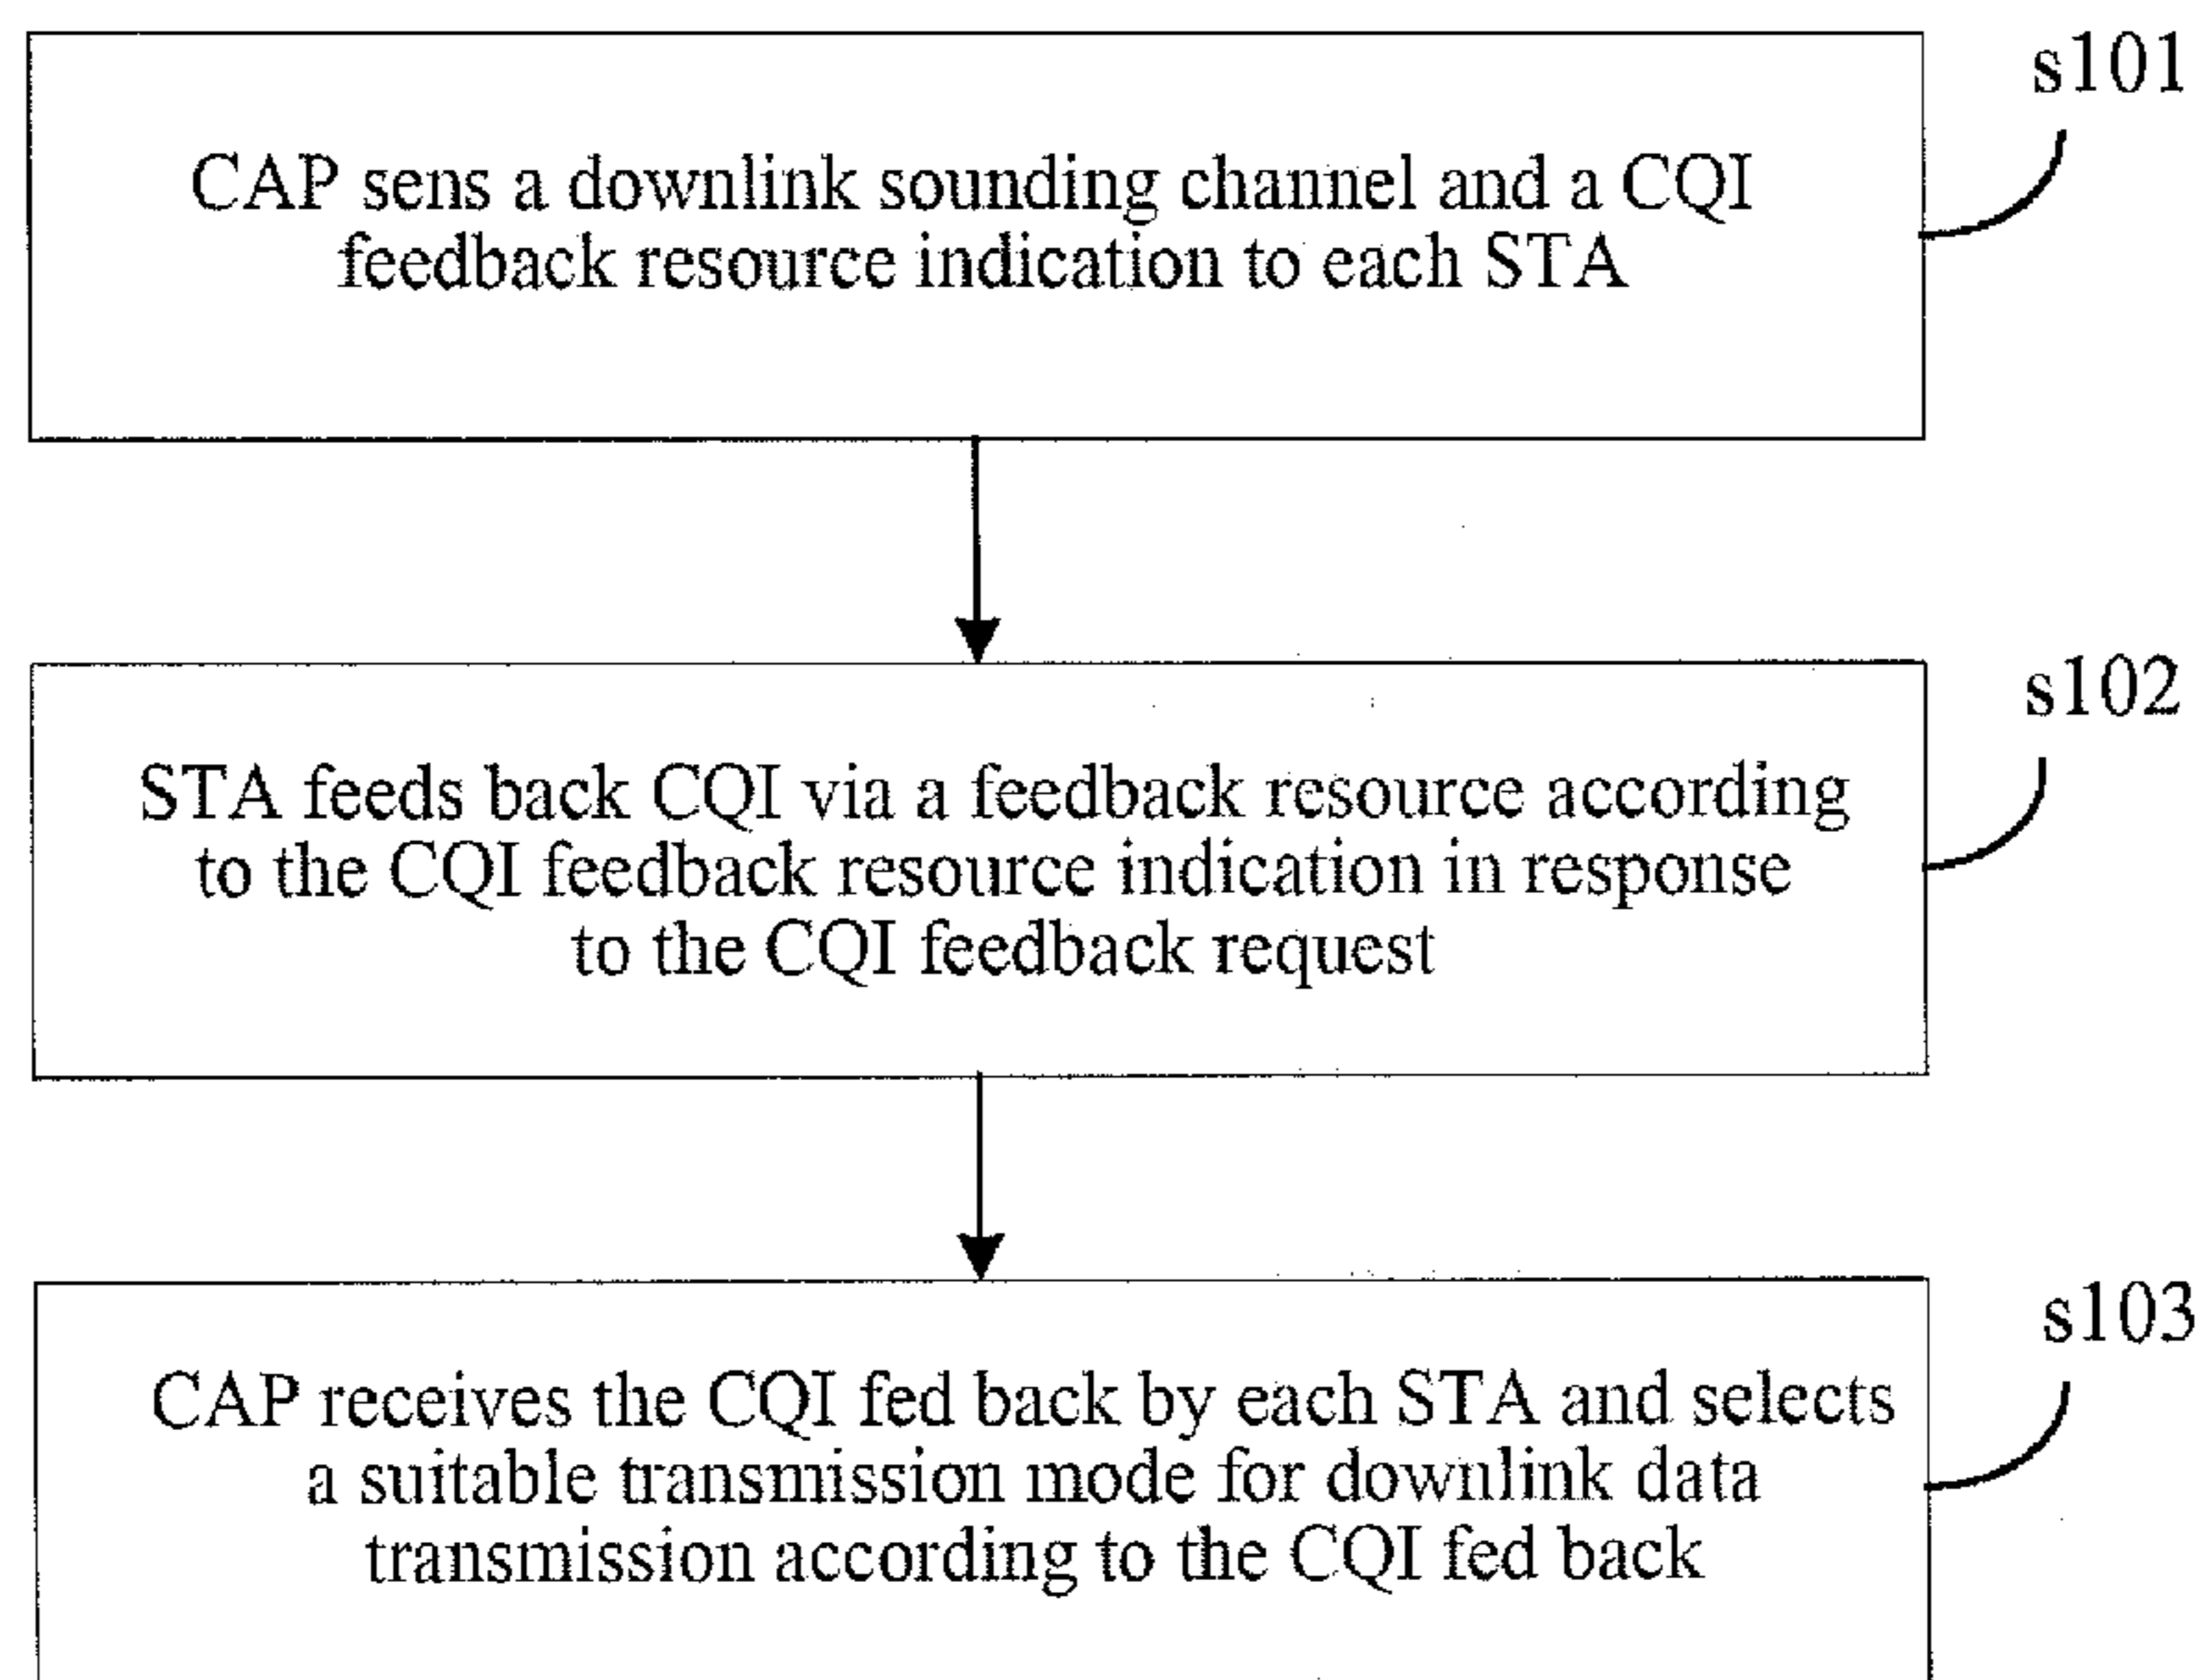 s101
CAP sens a downlink sounding channel and a CQI
feedback resource indication to each STA
s102
STA feeds back CQI via a feedback resource according
to the CQI feedback resource indication in response
to the CQI feedback request
s103
CAP receives the CQI fed back by each STA and selects
a suitable transmission mode for downlink data
transmission according to the CQI fed back